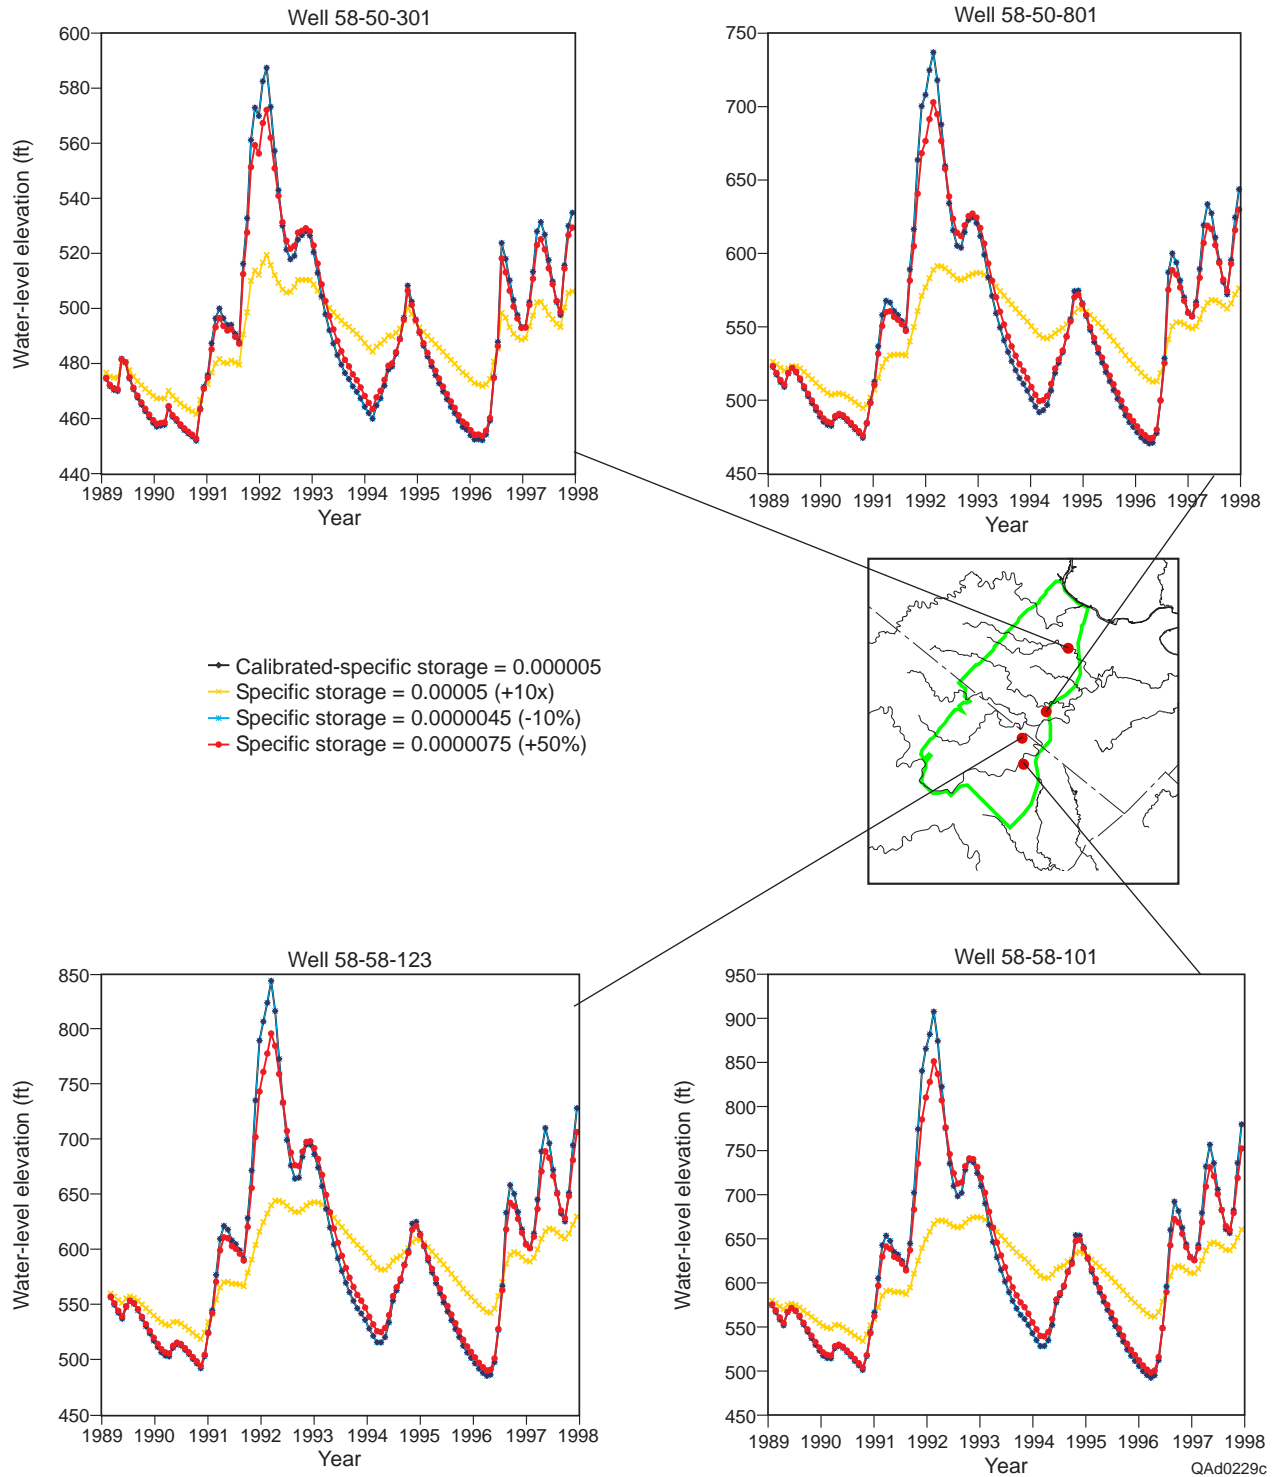 Well 58-50-301
600
580
560
540
520
500
480
460
440
Water-level elevation (ft)
1989 1990 1991 1992 1993 1994 1995 1996 1997 1998
Year
Well 58-50-801
750
700
650
600
550
500
450
1989 1990 1991 1992 1993 1994 1995 1996 1997 1998
Year
Calibrated-specific storage = 0.000005
Specific storage = 0.00005 (+10x)
Specific storage = 0.0000045 (-10%)
Specific storage = 0.0000075 (+50%)
Well 58-58-123
850
800
750
700
650
600
550
500
450
Water-level elevation (ft)
1989 1990 1991 1992 1993 1994 1995 1996 1997 1998
Year
Well 58-58-101
950
900
850
800
750
700
650
600
550
500
450
Water-level elevation (ft)
1989 1990 1991 1992 1993 1994 1995 1996 1997 1998
Year
QAd0229c